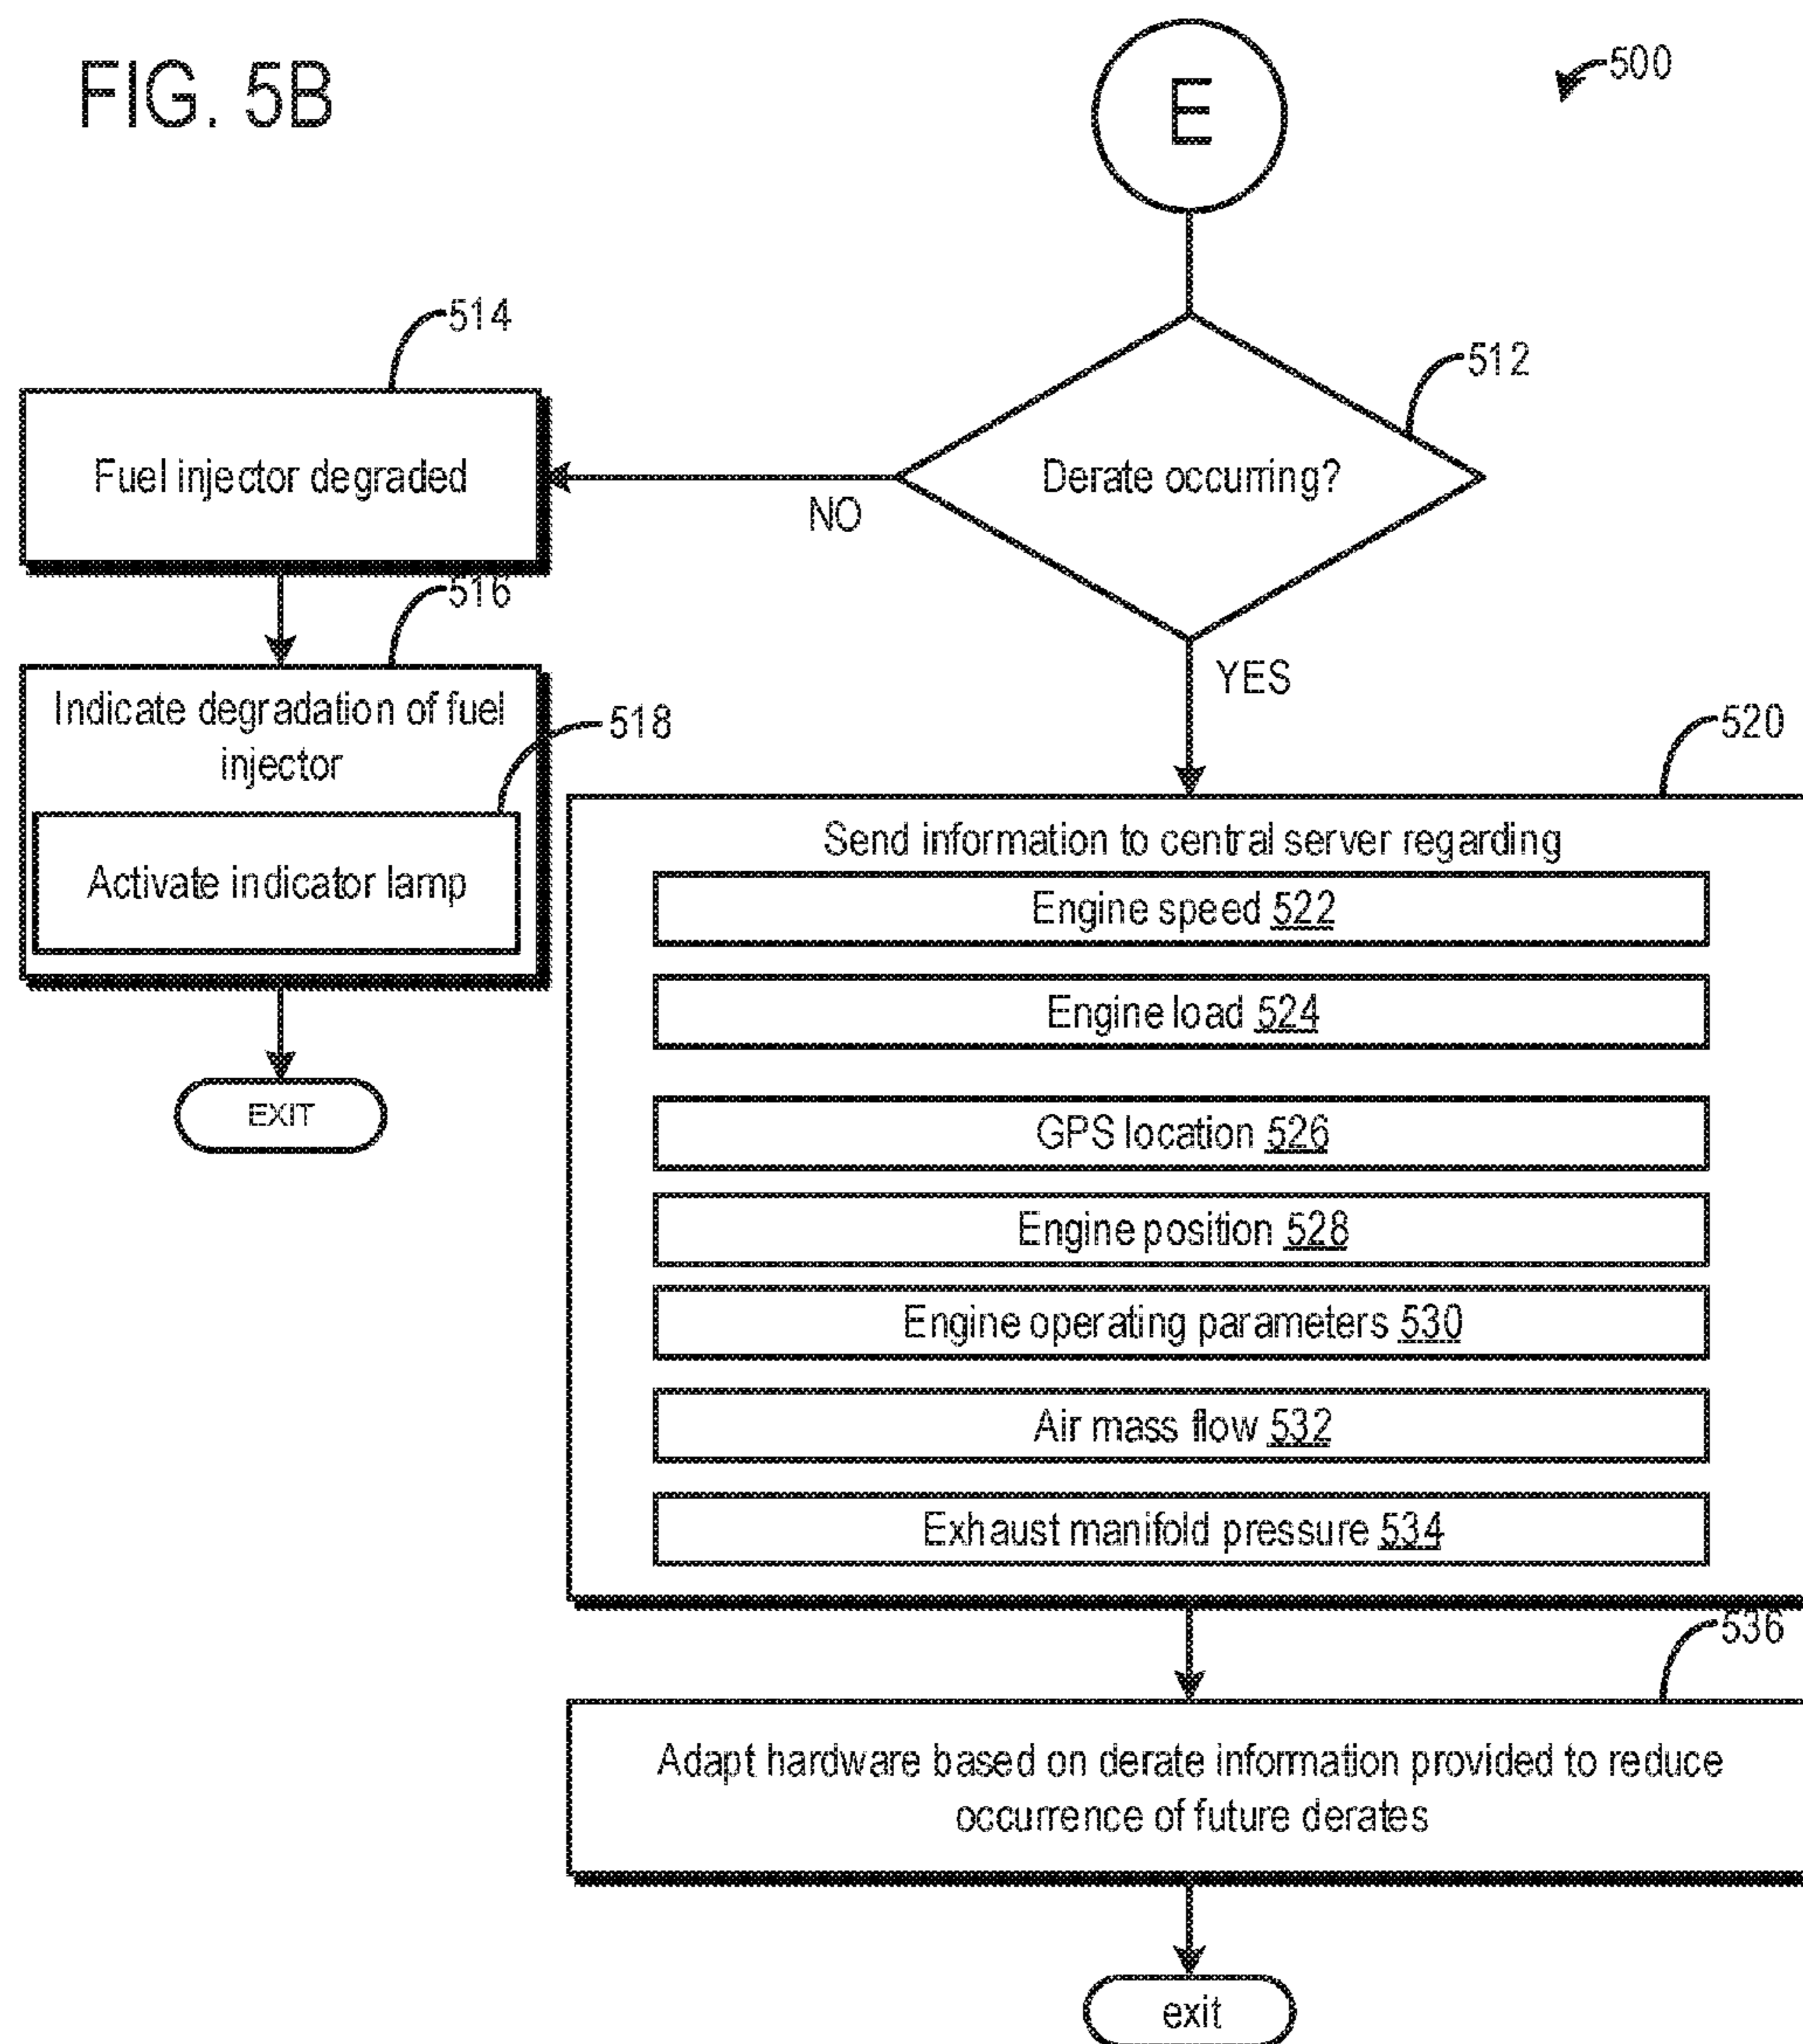 FIG. 5B
E
500
512
Derate occurring?
NO
YES
514
Fuel injector degraded
516
Indicate degradation of fuel
injector
518
Activate indicator lamp
EXIT
520
Send information to central server regarding
Engine speed 522
Engine load 524
GPS location 526
Engine position 528
Engine operating parameters 530
Air mass flow 532
Exhaust manifold pressure 534
536
Adapt hardware based on derate information provided to reduce
occurrence of future derates
exit